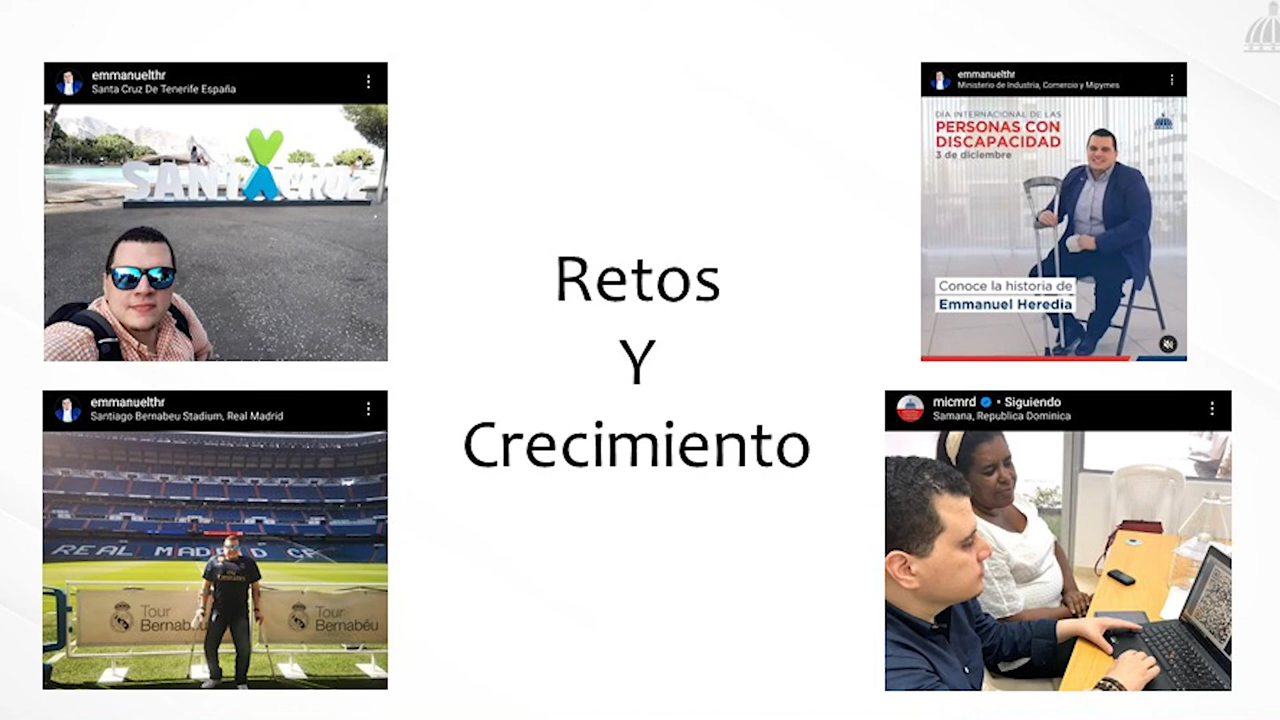 emmanuelthr
Santa Cruz De Tenerife España
SANTA CRUZ
emmanuelthr
Santiago Bernabeu Stadium, Real Madrid
REAL MADRID CF
Tour
Bernabéu
Tour
Bernabéu
Retos
Y
Crecimiento
emmanuelthr
Ministerio de Industria, Comercio y Mipymes
DÍA INTERNACIONAL DE LAS
PERSONAS CON
DISCAPACIDAD
3 de diciembre
Conoce la historia de
Emmanuel Heredia
micmrd • Siguiendo
Samana, Republica Dominica